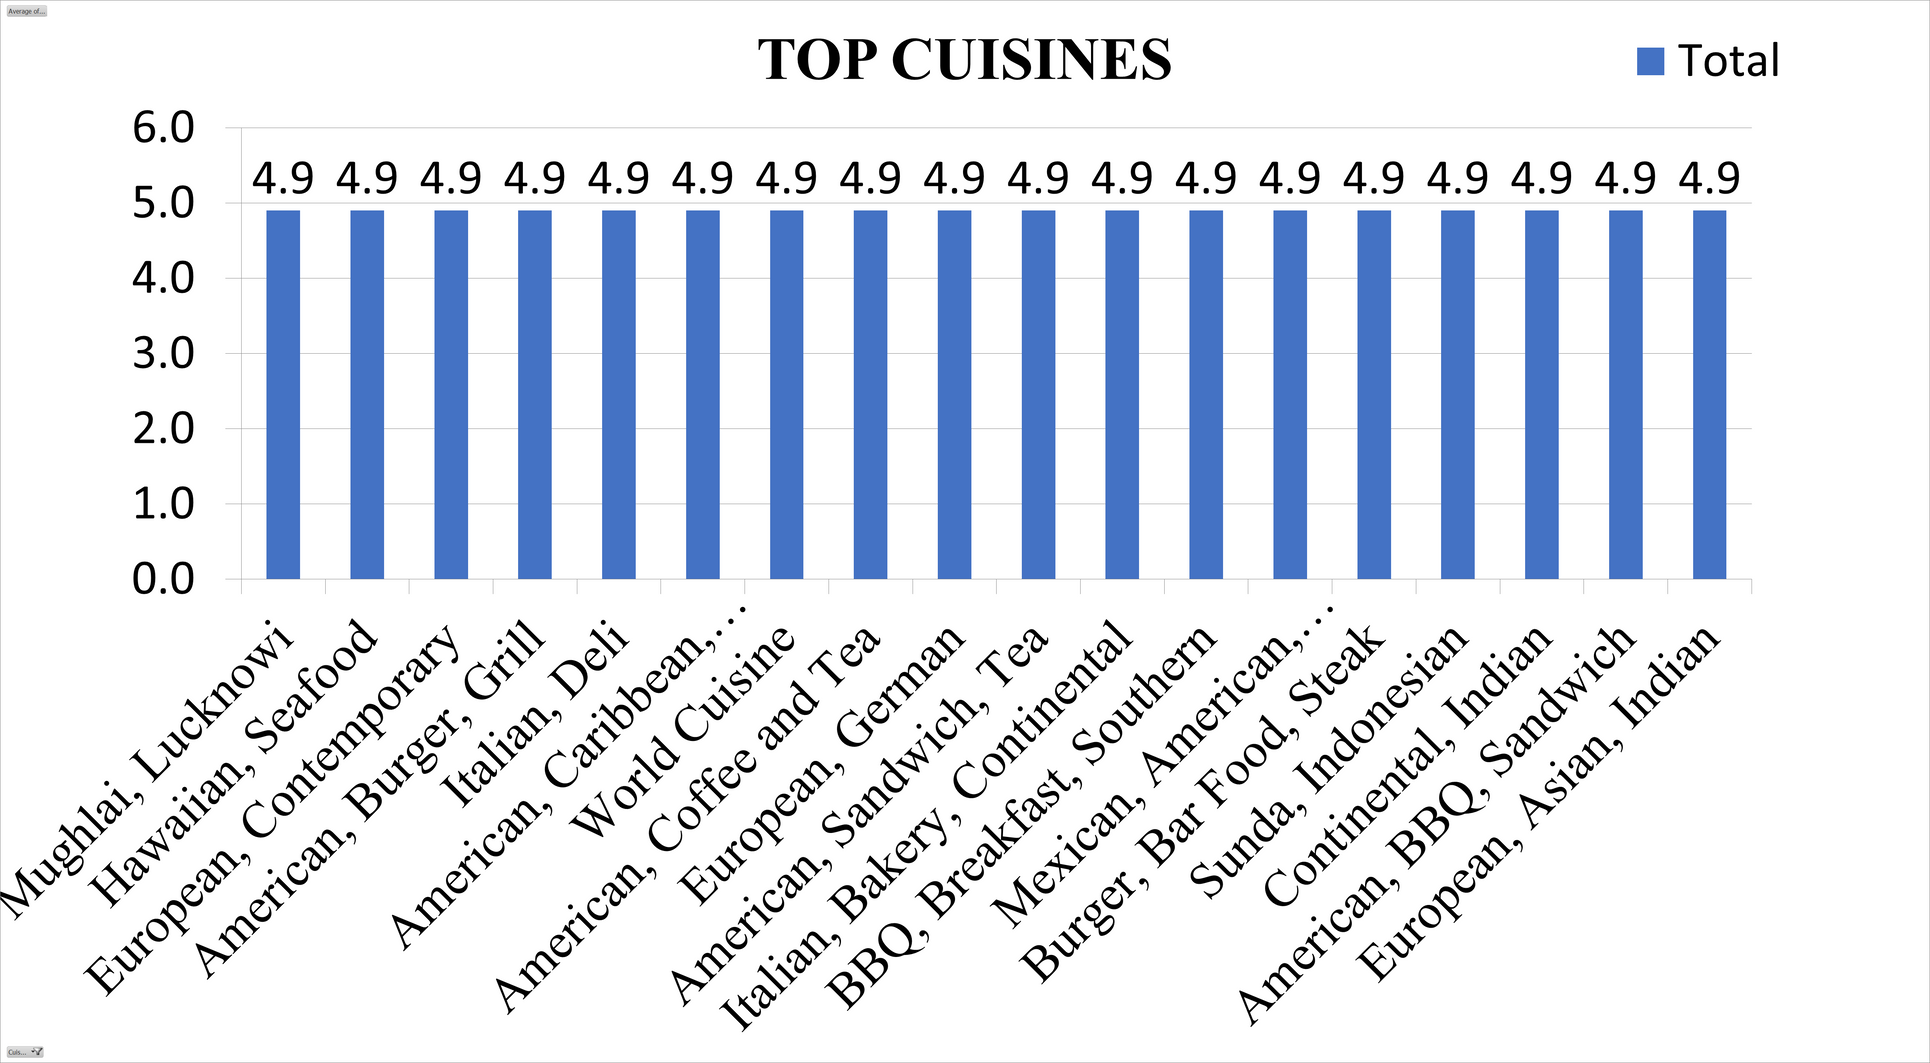 Average of...
TOP CUISINES
Total
6.0
5.0
4.0
3.0
2.0
1.0
0.0
4.9 4.9 4.9 4.9 4.9 4.9 4.9 4.9 4.9 4.9 4.9 4.9 4.9 4.9 4.9 4.9 4.9 4.9
Mughlai, Lucknowi
Hawaiian, Seafood
European, Contemporary
American, Burger, Grill
Italian, Deli
American, Caribbean,…
World Cuisine
American, Coffee and Tea
European, German
American, Sandwich, Tea
Italian, Bakery, Continental
BBQ, Breakfast, Southern
Mexican, American,…
Burger, Bar Food, Steak
Sunda, Indonesian
Continental, Indian
American, BBQ, Sandwich
European, Asian, Indian
Cuis...